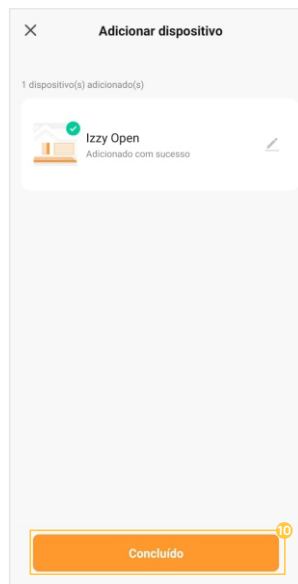 Adicionar dispositivo
1 dispositivo(s) adicionado(s)
Izzy Open
Adicionado com sucesso
10
Concluído